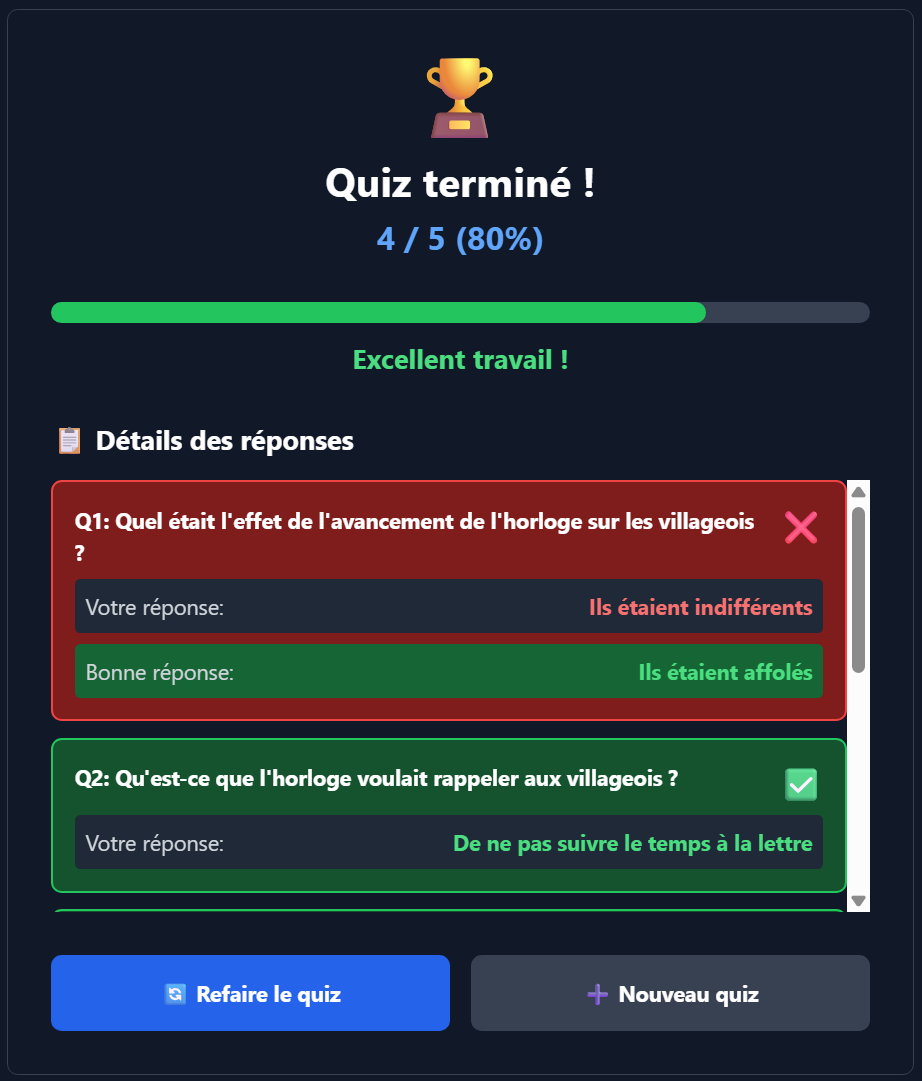 Quiz terminé !
4 / 5 (80%)
Excellent travail !
Détails des réponses
Q1: Quel était l'effet de l'avancement de l'horloge sur les villageois
?
Votre réponse:
Ils étaient indifférents
Bonne réponse:
Ils étaient affolés
Q2: Qu'est-ce que l'horloge voulait rappeler aux villageois ?
Votre réponse:
De ne pas suivre le temps à la lettre
Refaire le quiz
Nouveau quiz